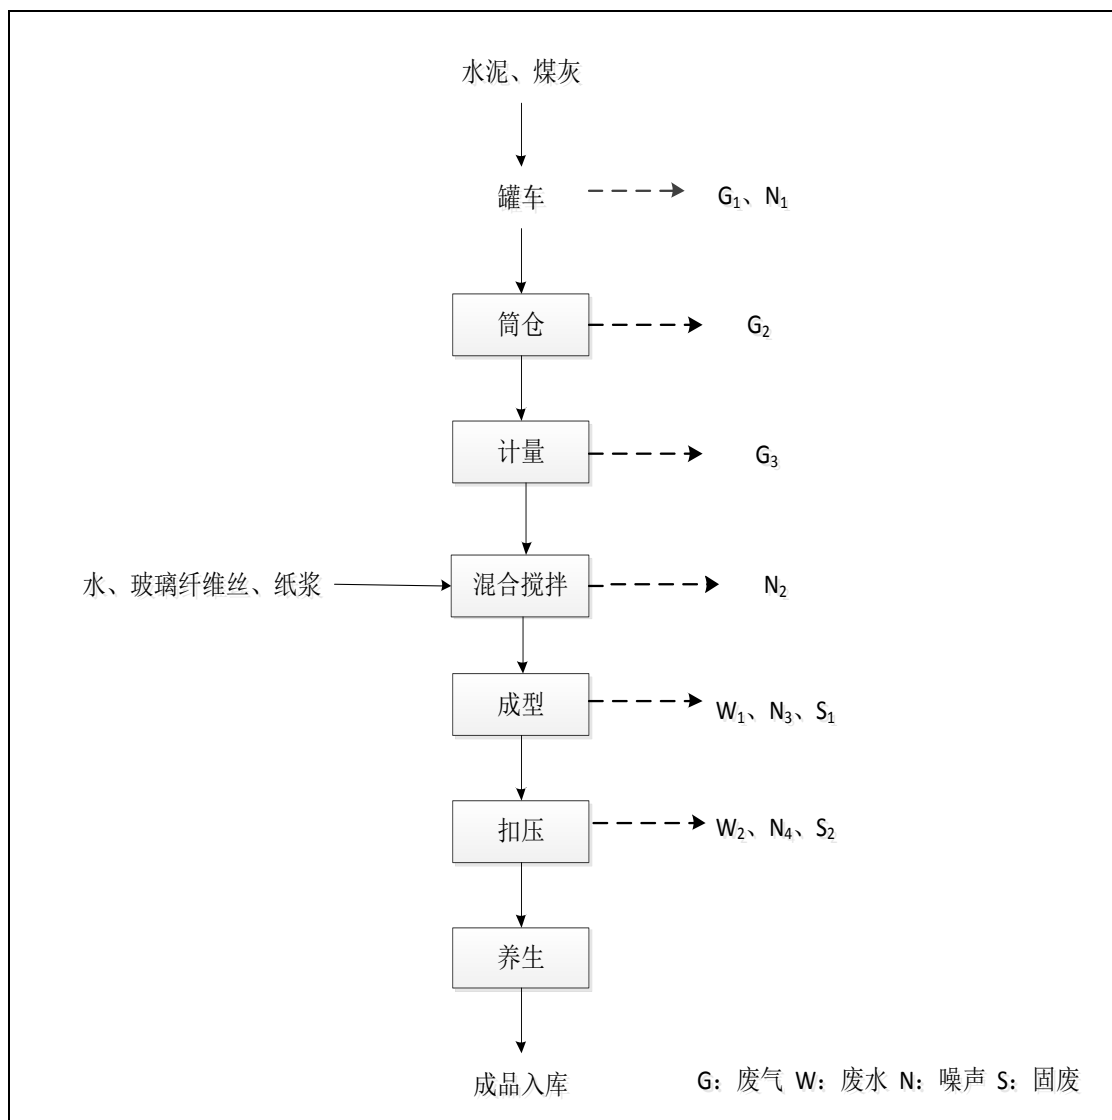 水泥、煤灰
罐车
G₁、N₁
筒仓
G₂
计量
G₃
水、玻璃纤维丝、纸浆
混合搅拌
N₂
成型
W₁、N₃、S₁
扣压
W₂、N₄、S₂
养生
成品入库
G：废气 W：废水 N：噪声 S：固废